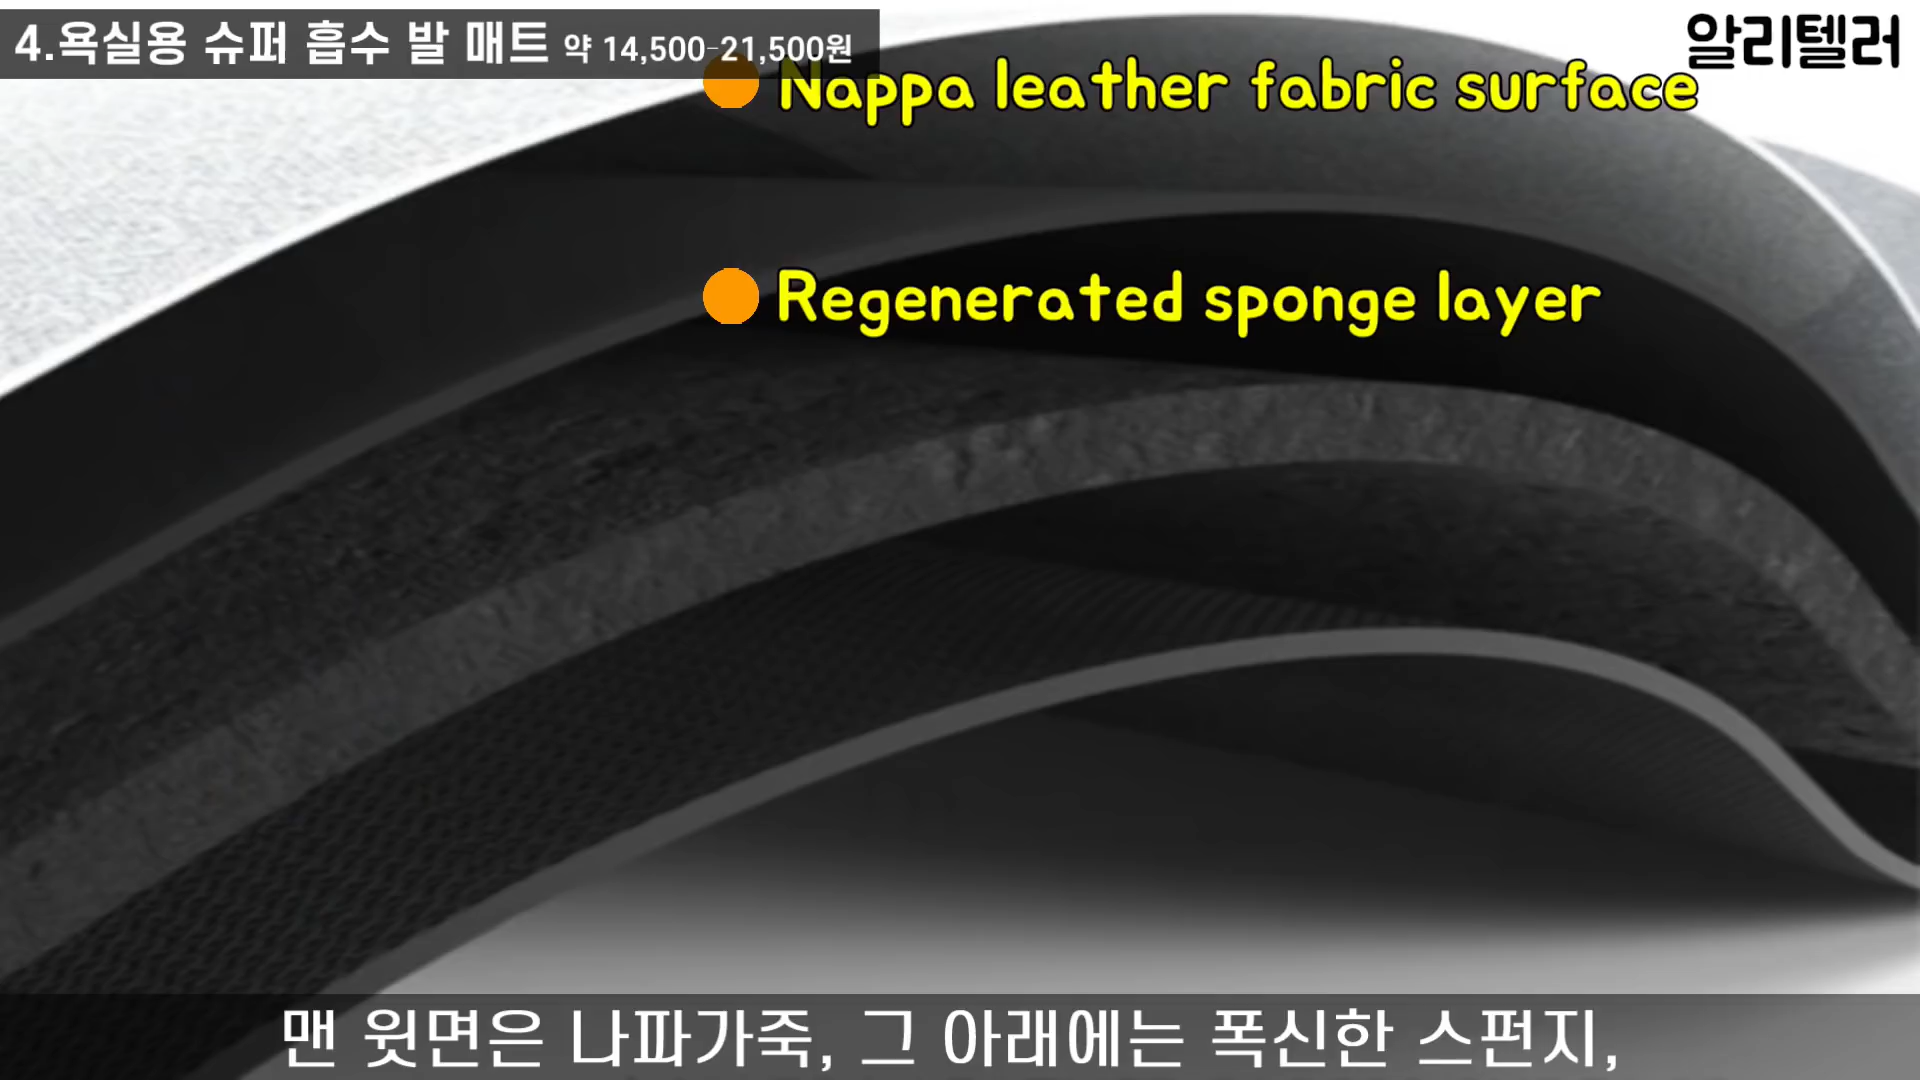 4.욕실용 슈퍼 흡수 발 매트 약 14,500-21,500원
알리텔러
Nappa leather fabric surface
Regenerated sponge layer
맨 윗면은 나파가죽, 그 아래에는 폭신한 스펀지,